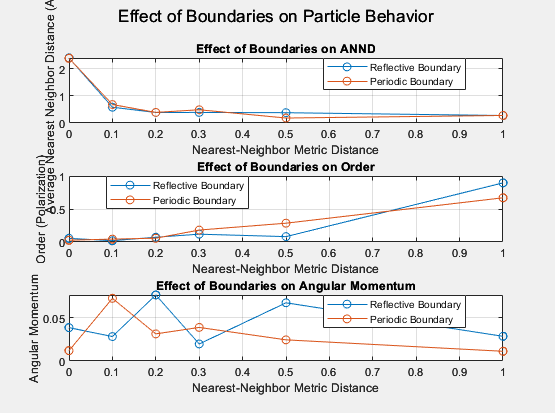 Effect of Boundaries on Particle Behavior
Effect of Boundaries on ANND
Average Nearest Neighbor Distance (A
2
1
0
Reflective Boundary
Periodic Boundary
0 0.1 0.2 0.3 0.4 0.5 0.6 0.7 0.8 0.9 1
Nearest-Neighbor Metric Distance
Effect of Boundaries on Order
Order (Polarization)
1
0.5
0
Reflective Boundary
Periodic Boundary
0 0.1 0.2 0.3 0.4 0.5 0.6 0.7 0.8 0.9 1
Nearest-Neighbor Metric Distance
Effect of Boundaries on Angular Momentum
Angular Momentum
0.05
0
Reflective Boundary
Periodic Boundary
0 0.1 0.2 0.3 0.4 0.5 0.6 0.7 0.8 0.9 1
Nearest-Neighbor Metric Distance